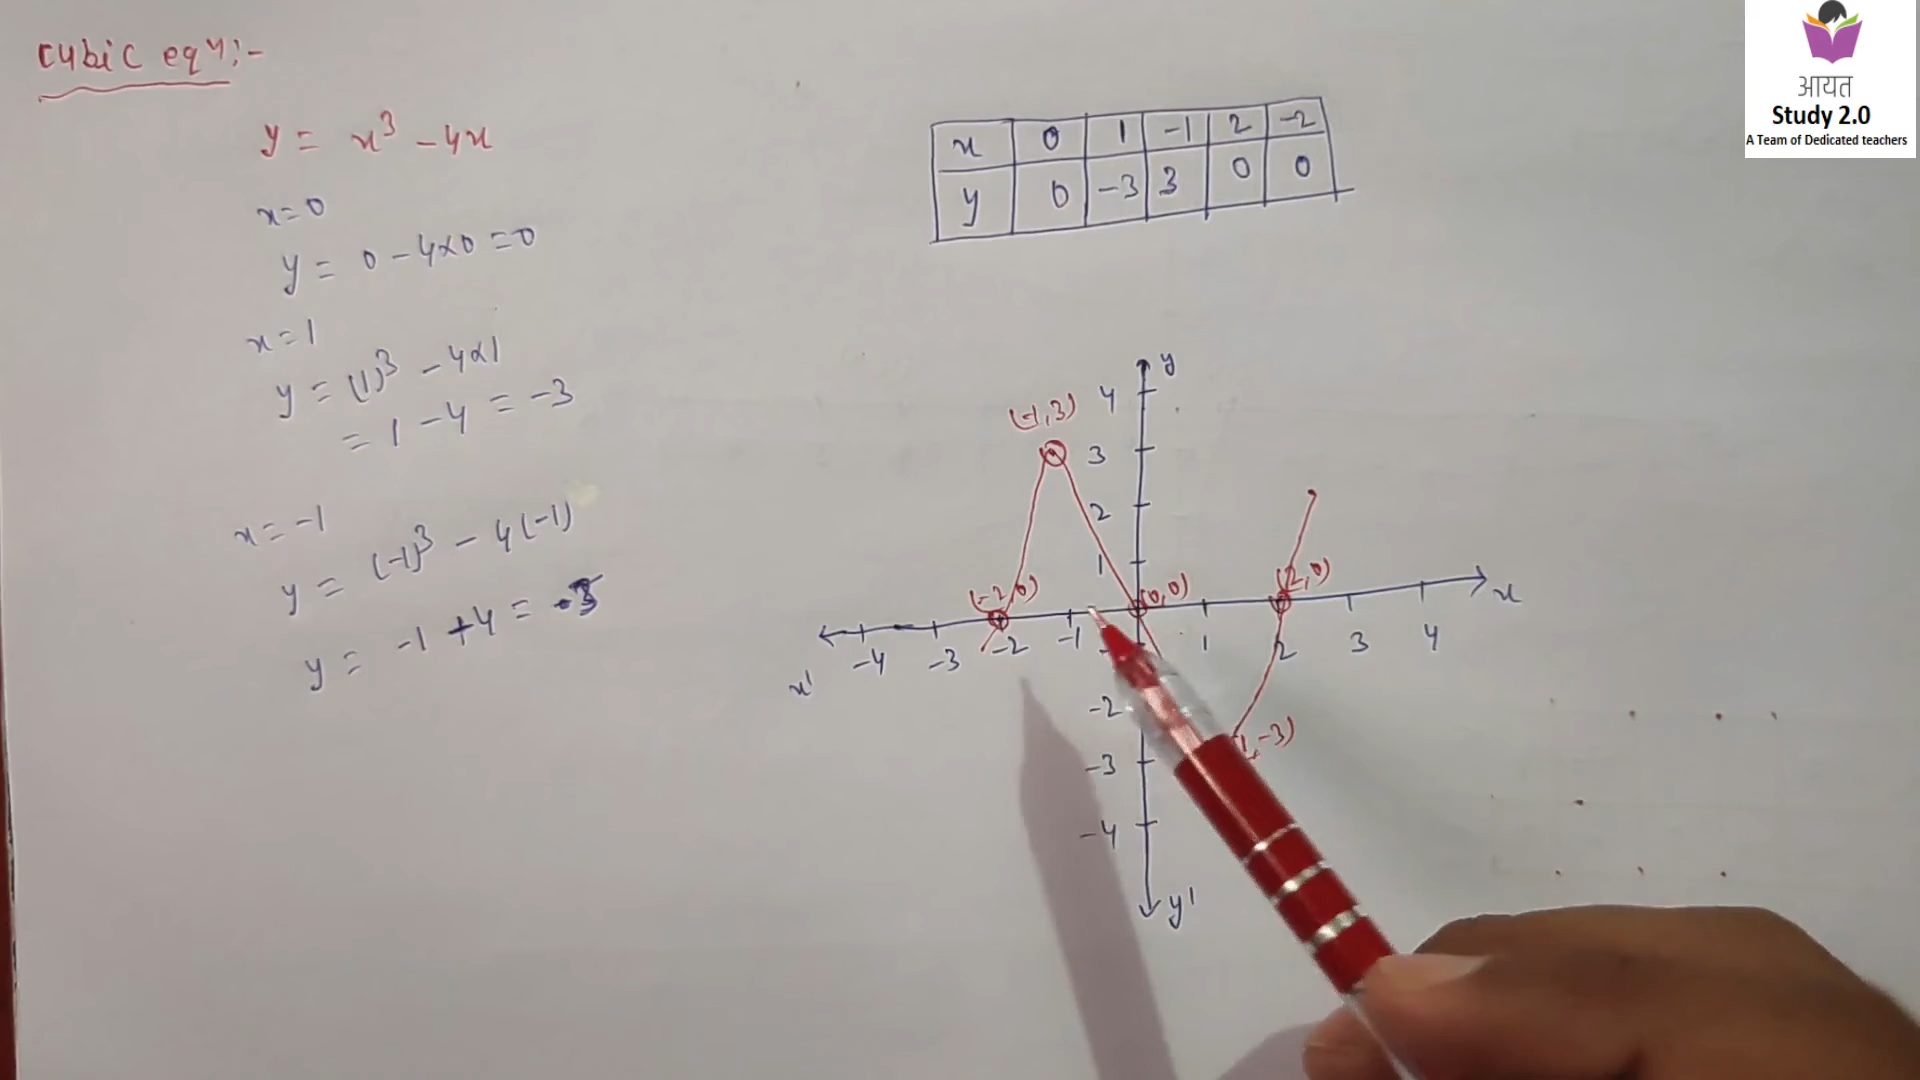 cubic eqn:-
y = x³ - 4x
x=0
y = 0 - 4×0 = 0
x=1
y = (1)³ - 4×1
= 1 - 4 = -3
x = -1
y = (-1)³ - 4(-1)
y = -1 + 4 = 3
x 0 1 -1 2 -2
y 0 -3 3 0 0
y
4
(-1,3)
3
2
1
(-2,0) (0,0) (2,0)
x' -4 -3 -2 -1 1 2 3 4 x
-2
(1,-3)
-3
-4
y'
आयत
Study 2.0
A Team of Dedicated teachers